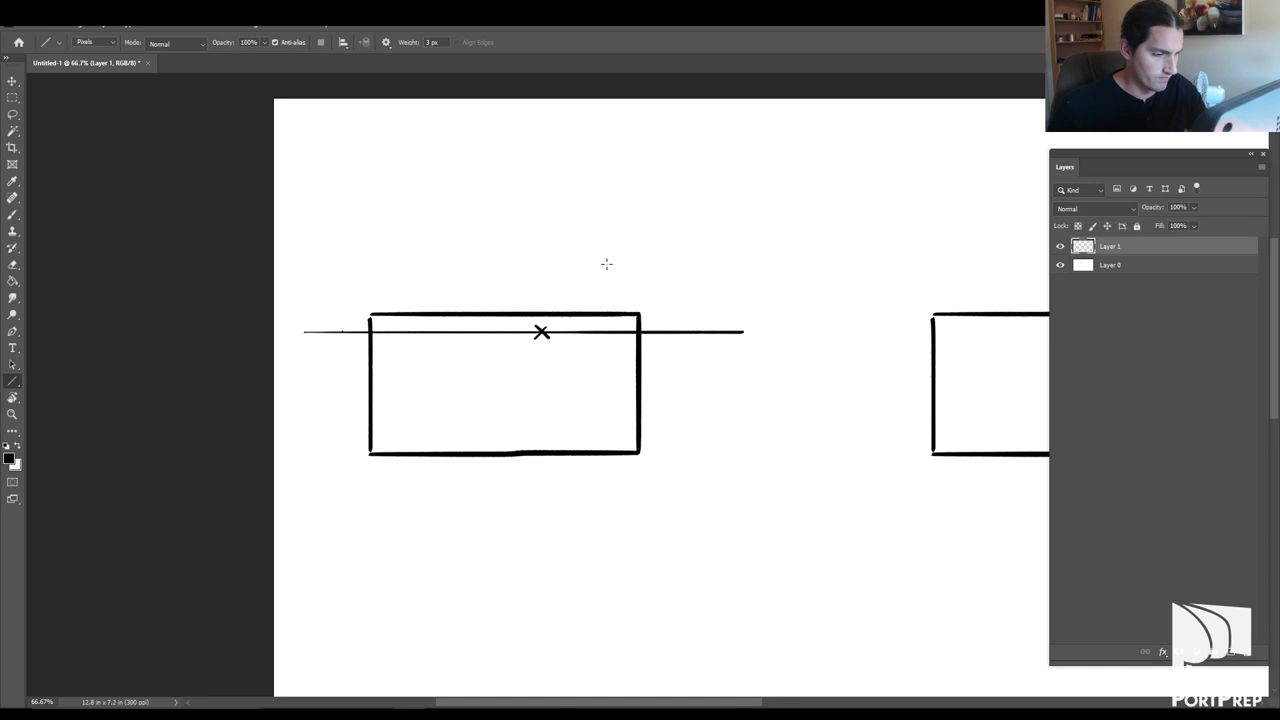 Pixels Mode: Normal Opacity: 100% Anti-alias Weight: 3 px Align Edges
Untitled-1 @ 66.7% (Layer 1, RGB/8) * ×
Layers
Kind
Normal Opacity: 100%
Lock: Fill: 100%
Layer 1
Layer 0
fx
66.67% 12.8 in x 7.2 in (300 ppi)
PORTPREP